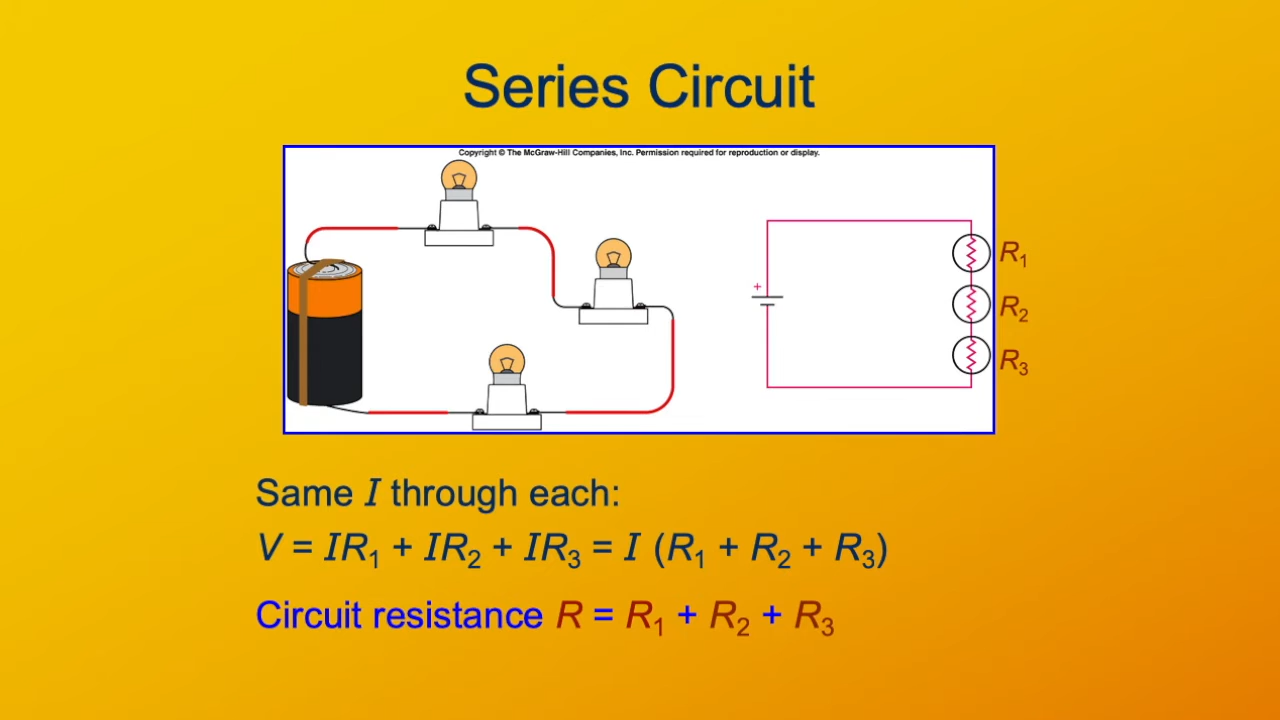 Series Circuit
Copyright © The McGraw-Hill Companies, Inc. Permission required for reproduction or display.
+
R₁
R₂
R₃
Same I through each:
V = IR₁ + IR₂ + IR₃ = I (R₁ + R₂ + R₃)
Circuit resistance R = R₁ + R₂ + R₃